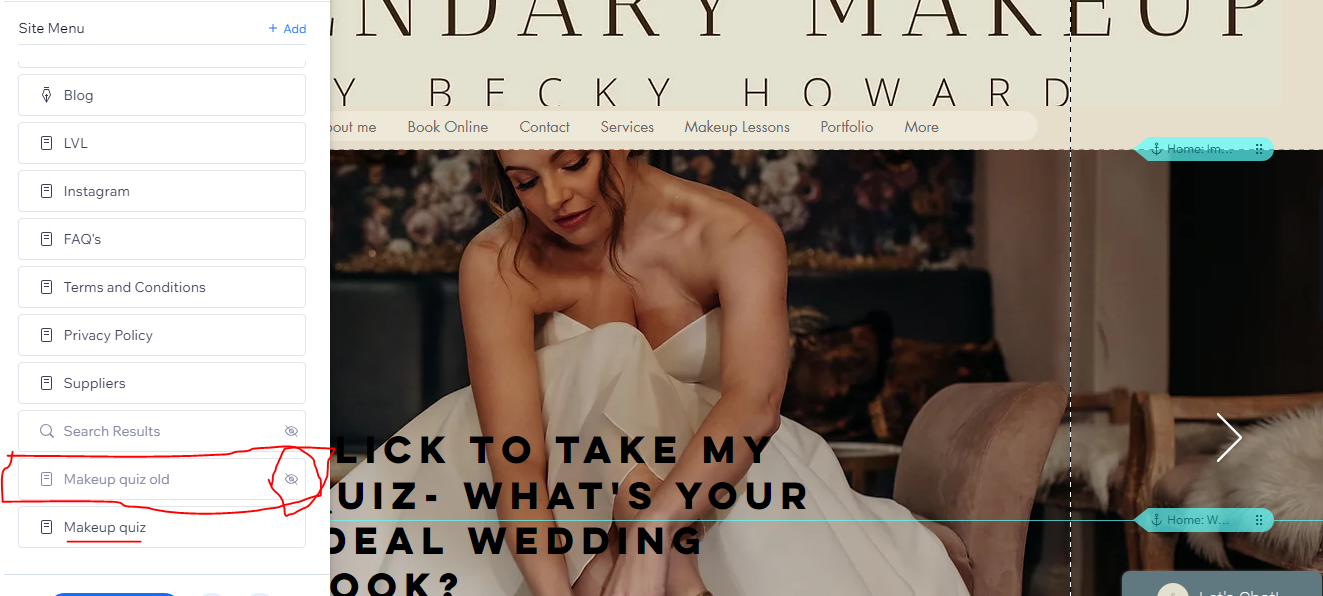 Site Menu
+ Add
Blog
LVL
Instagram
FAQ's
Terms and Conditions
Privacy Policy
Suppliers
Search Results
Makeup quiz old
Makeup quiz
NDARY MAKEUP
Y BECKY HOWARD
out me Book Online Contact Services Makeup Lessons Portfolio More
Home: Im...
LICK TO TAKE MY
UIZ- WHAT'S YOUR
DEAL WEDDING
OOK?
Home: W...
Let's Chat!